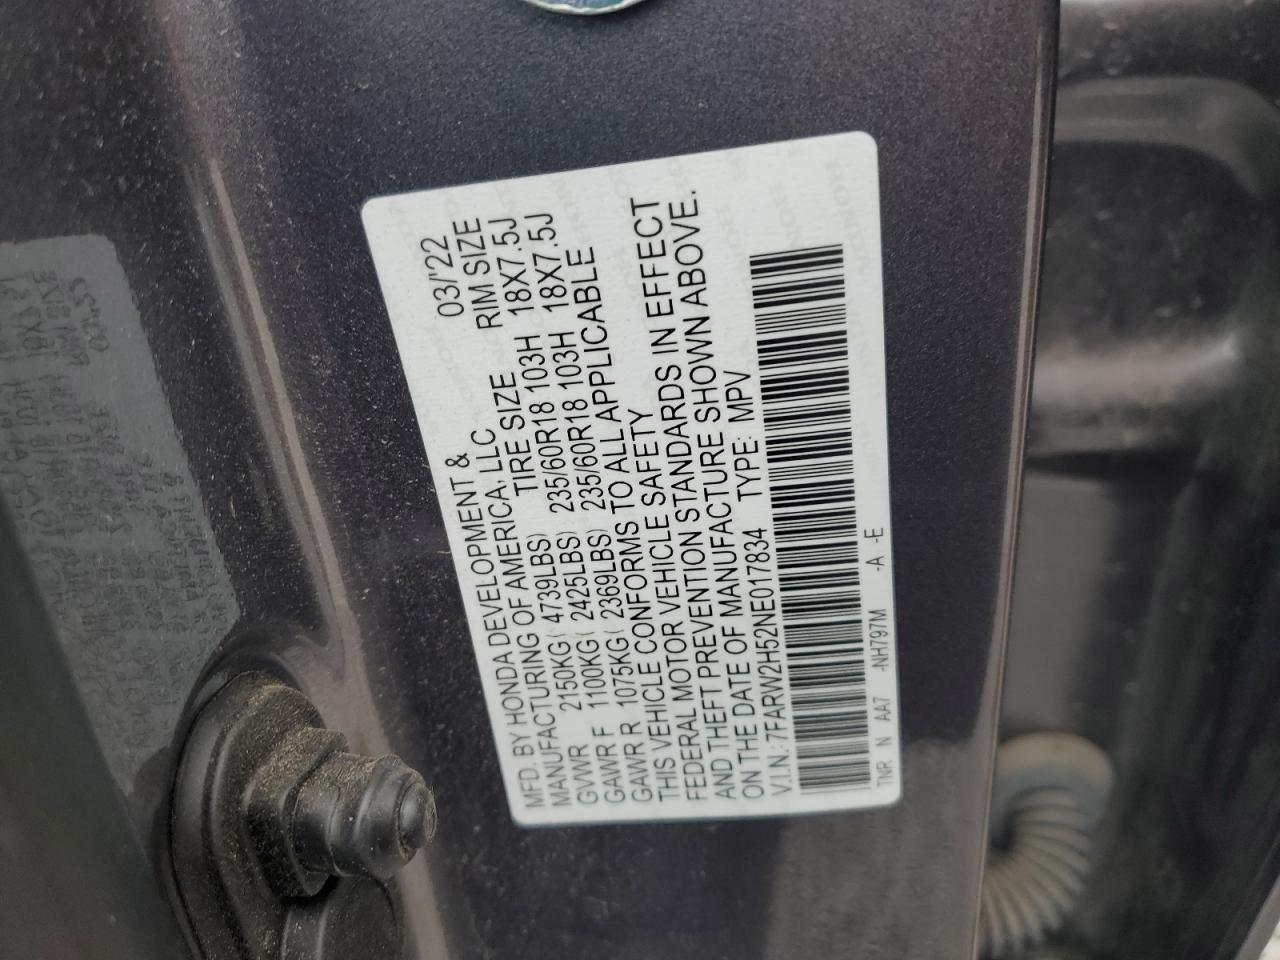 MFD. BY HONDA DEVELOPMENT & 03/'22
MANUFACTURING OF AMERICA, LLC RIM SIZE
TIRE SIZE
GVWR 2150KG ( 4739LBS) 235/60R18 103H 18X7.5J
GAWR F 1100KG ( 2425LBS) 235/60R18 103H 18X7.5J
GAWR R 1075KG ( 2369LBS)
THIS VEHICLE CONFORMS TO ALL APPLICABLE
FEDERAL MOTOR VEHICLE SAFETY
AND THEFT PREVENTION STANDARDS IN EFFECT
ON THE DATE OF MANUFACTURE SHOWN ABOVE.
V.I.N.: 7FARW2H52NE017834 TYPE: MPV
TNR N AA7 -NH797M -A -E